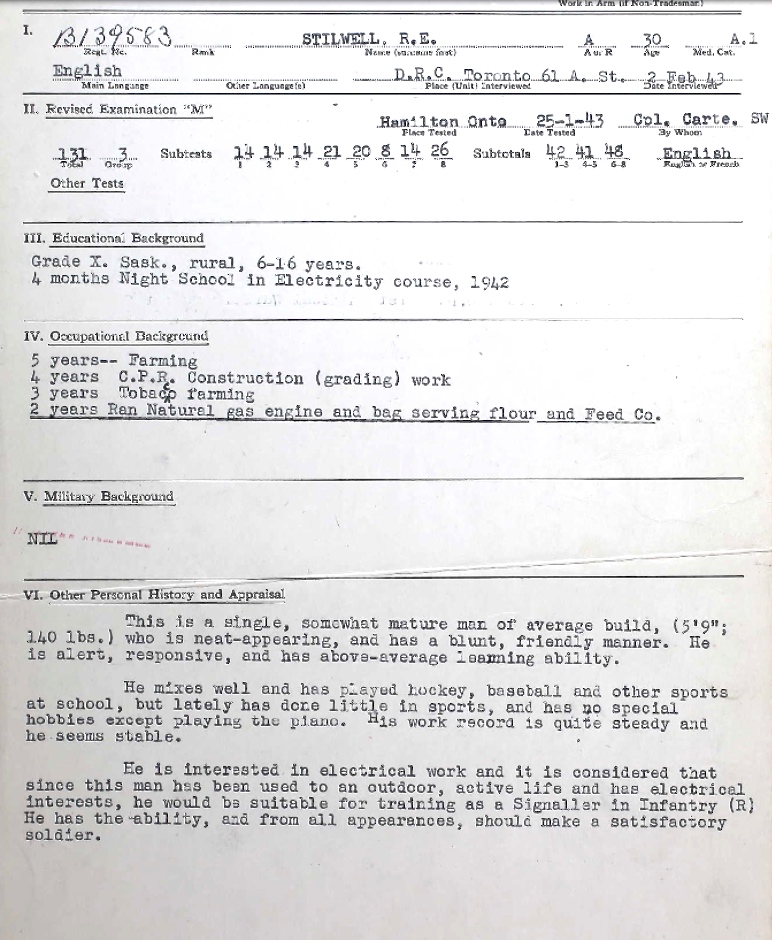 Work in Arm (if Non-Tradesman)
I. B139583 STILWELL, R.E. A 30 A.1
Regt. No. Rank Name (surname first) A or R Age Med. Cat.
English D.R.C. Toronto 61 A. St. 2 Feb 43
Main Language Other Language(s) Place (Unit) Interviewed Date Interviewed
II. Revised Examination "M"
Hamilton Onto 25-1-43 Cpl. Carte. SW
Place Tested Date Tested By Whom
131 3 Subtests 14 14 14 21 20 8 14 26 Subtotals 42 41 48 English
Total Group 1 2 3 4 5 6 7 8 1-3 4-5 6-8 English or French
Other Tests
III. Educational Background
Grade X. Sask., rural, 6-16 years.
4 months Night School in Electricity course, 1942
IV. Occupational Background
5 years-- Farming
4 years C.P.R. Construction (grading) work
3 years Tobaco farming
2 years Ran Natural gas engine and bag serving flour and Feed Co.
V. Military Background
NIL
VI. Other Personal History and Appraisal
This is a single, somewhat mature man of average build, (5'9";
140 lbs.) who is neat-appearing, and has a blunt, friendly manner. He
is alert, responsive, and has above-average learning ability.
He mixes well and has played hockey, baseball and other sports
at school, but lately has done little in sports, and has no special
hobbies except playing the piano. His work record is quite steady and
he seems stable.
He is interested in electrical work and it is considered that
since this man has been used to an outdoor, active life and has electrical
interests, he would be suitable for training as a Signaller in Infantry (R)
He has the ability, and from all appearances, should make a satisfactory
soldier.